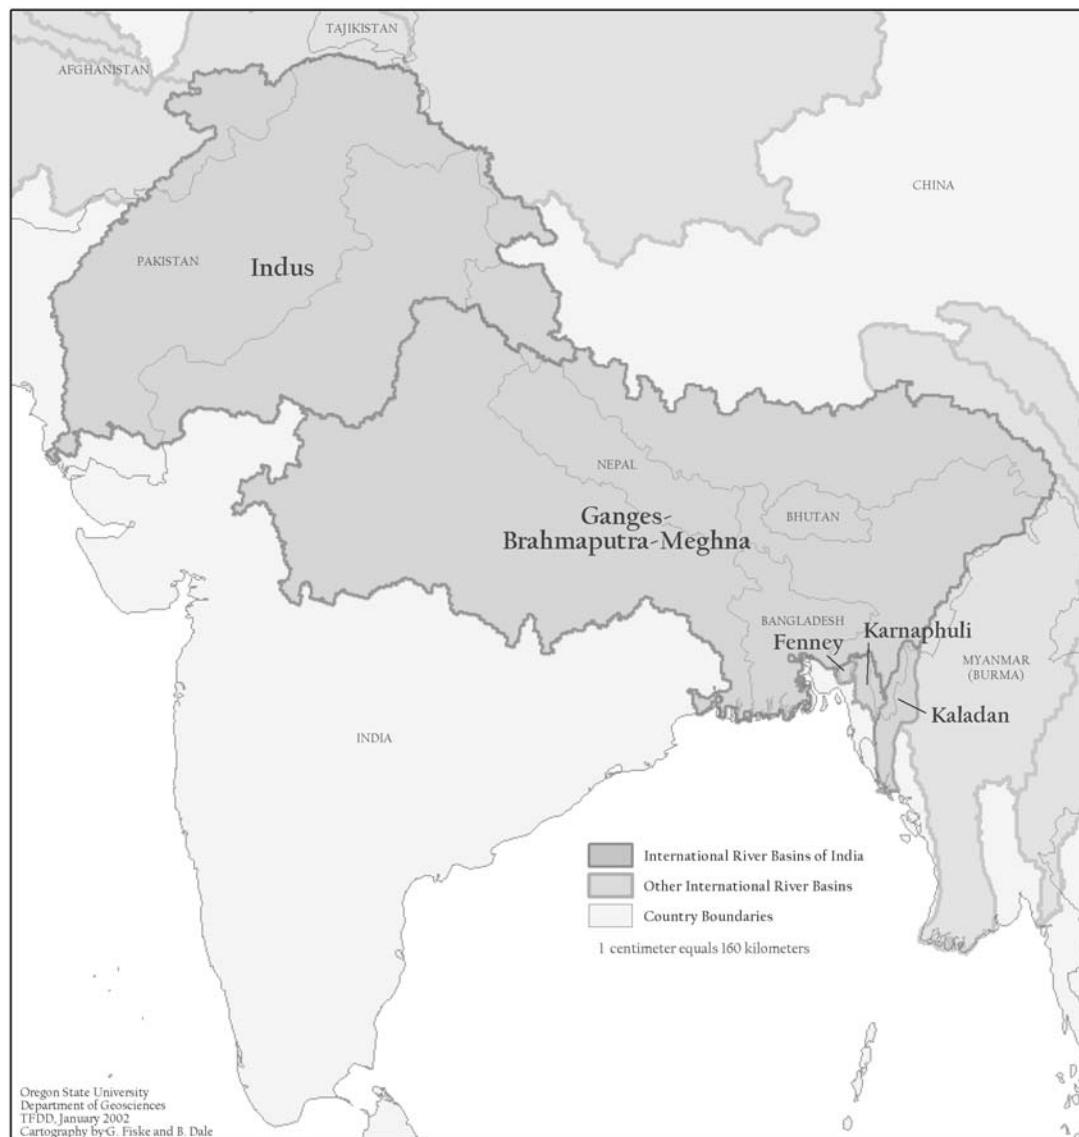 TAJIKISTAN
AFGHANISTAN
CHINA
PAKISTAN
Indus
NEPAL
Ganges-
Brahmaputra-Meghna
BHUTAN
BANGLADESH
Fenney
Karnaphuli
MYANMAR
(BURMA)
Kaladan
INDIA
International River Basins of India
Other International River Basins
Country Boundaries
1 centimeter equals 160 kilometers
Oregon State University
Department of Geosciences
TFDD, January 2002
Cartography by G. Fiske and B. Dale